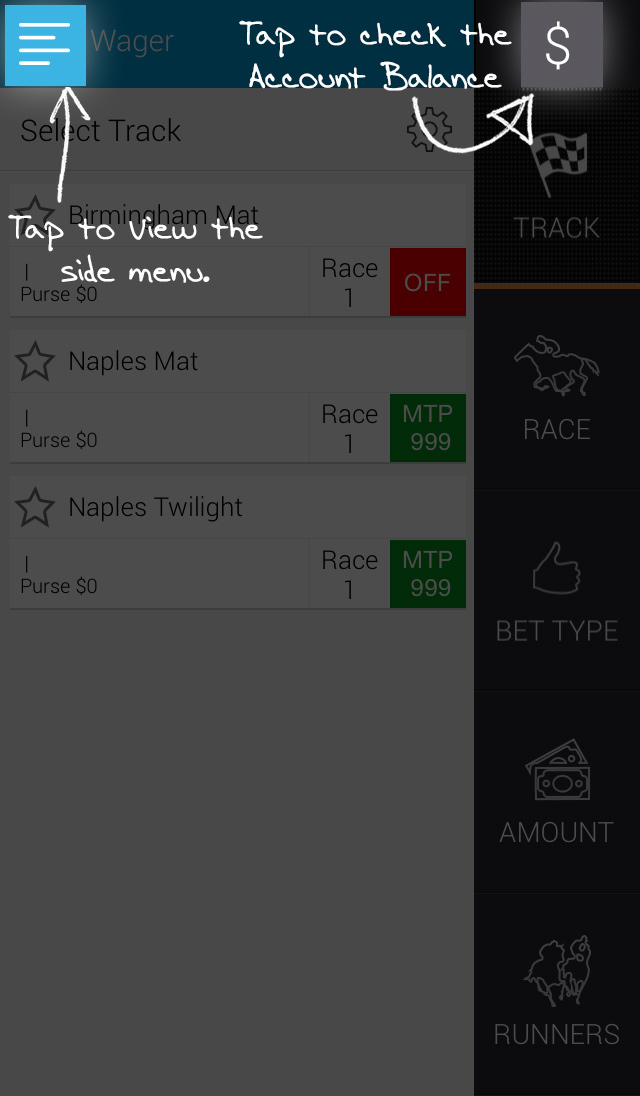 Wager
Tap to check the
Account Balance
$
Select Track
Birmingham Mat
Tap to View the
side menu.
|
Purse $0
Race
1
OFF
Naples Mat
|
Purse $0
Race
1
MTP
999
Naples Twilight
|
Purse $0
Race
1
MTP
999
TRACK
RACE
BET TYPE
AMOUNT
RUNNERS